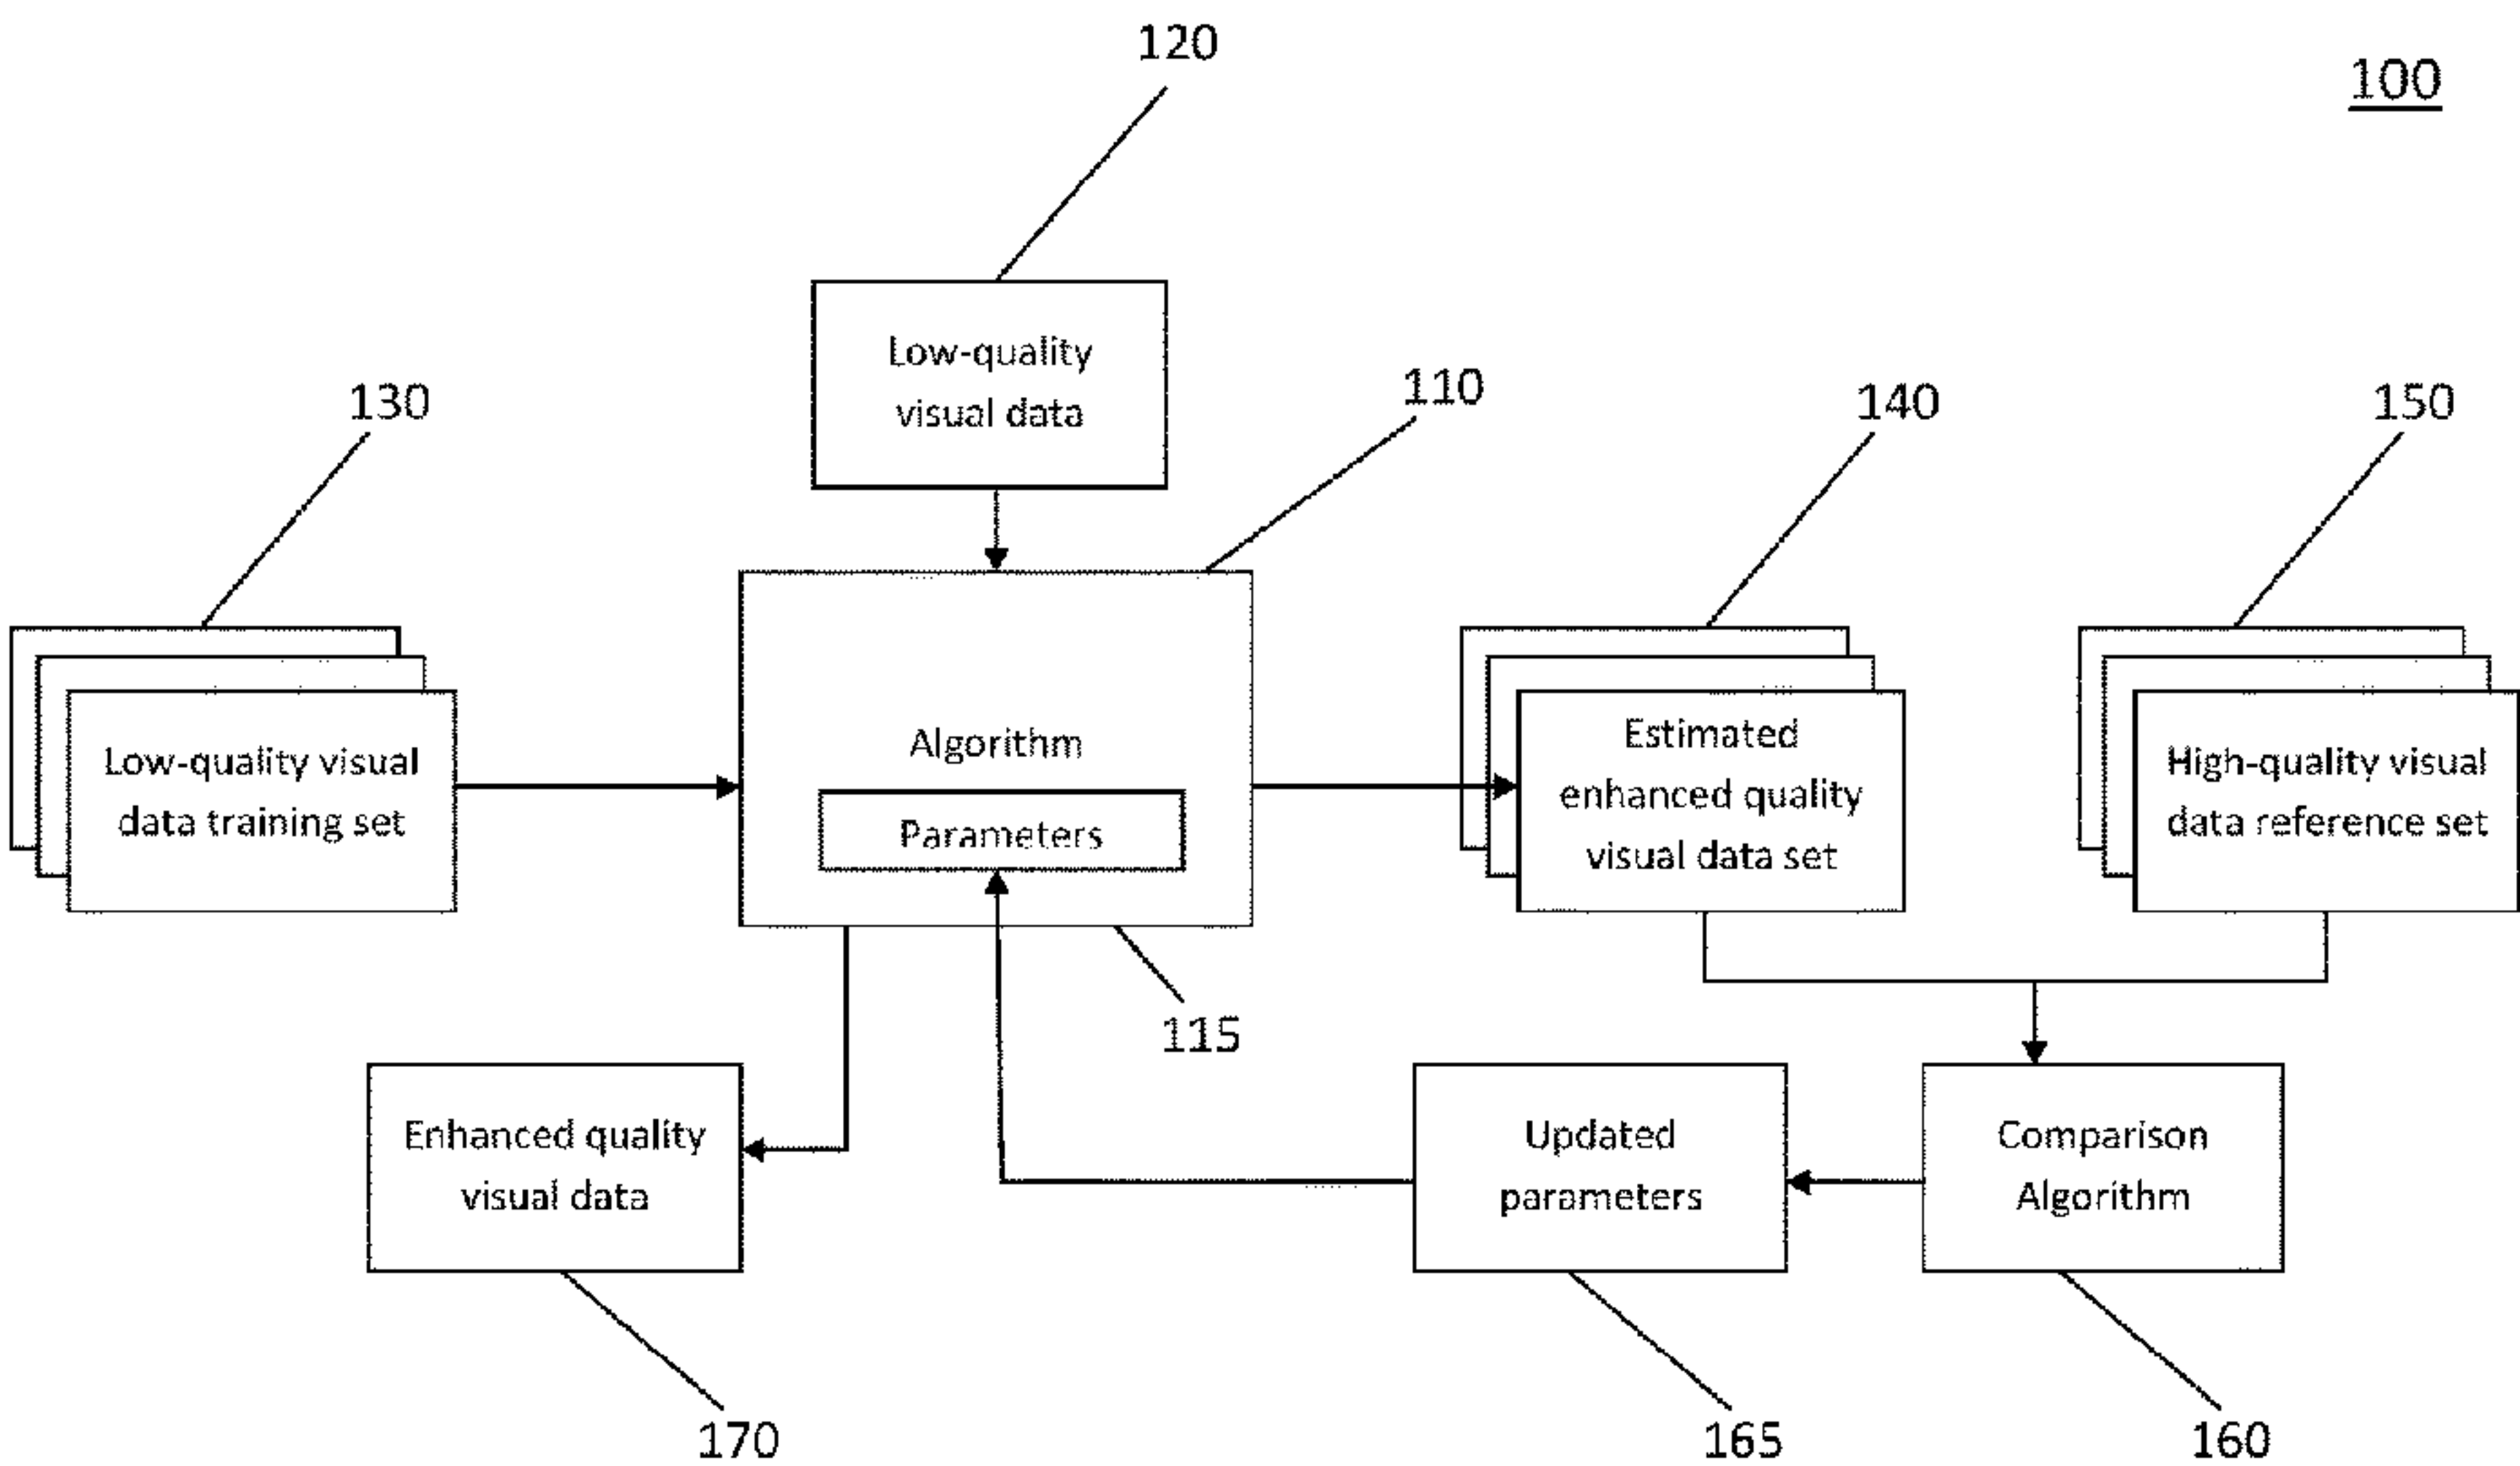 120
100
Low-quality
visual data
110
130
140
150
Low-quality visual
data training set
Algorithm
Parameters
Estimated
enhanced quality
visual data set
High-quality visual
data reference set
115
Enhanced quality
visual data
Updated
parameters
Comparison
Algorithm
170
165
160